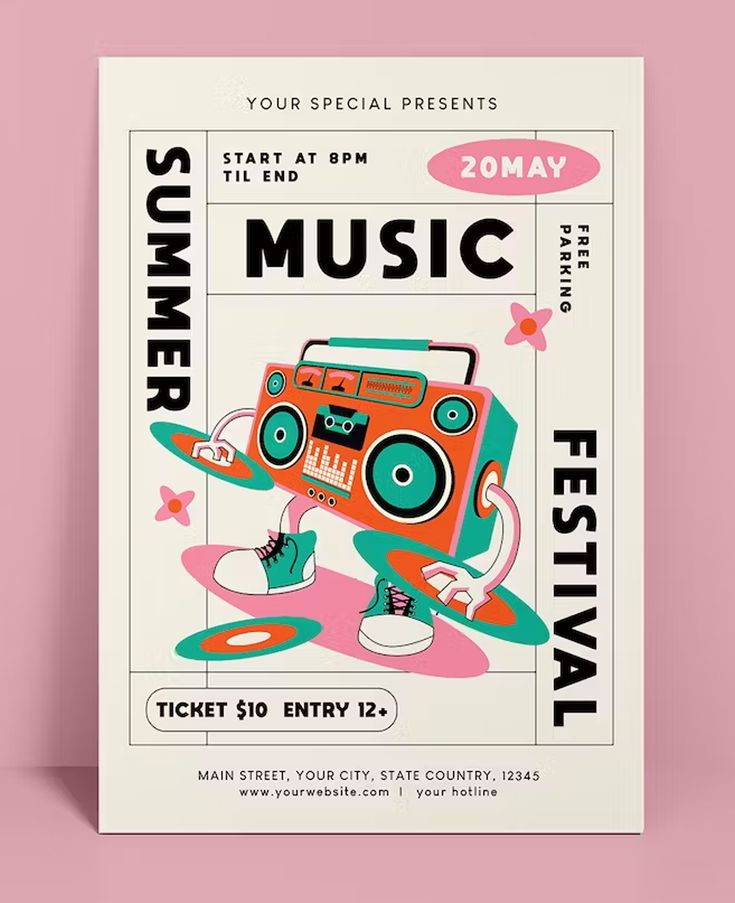 YOUR SPECIAL PRESENTS
START AT 8PM
TIL END
20MAY
SUMMER
MUSIC
FESTIVAL
FREE
PARKING
TICKET $10 ENTRY 12+
MAIN STREET, YOUR CITY, STATE COUNTRY, 12345
www.yourwebsite.com | your hotline